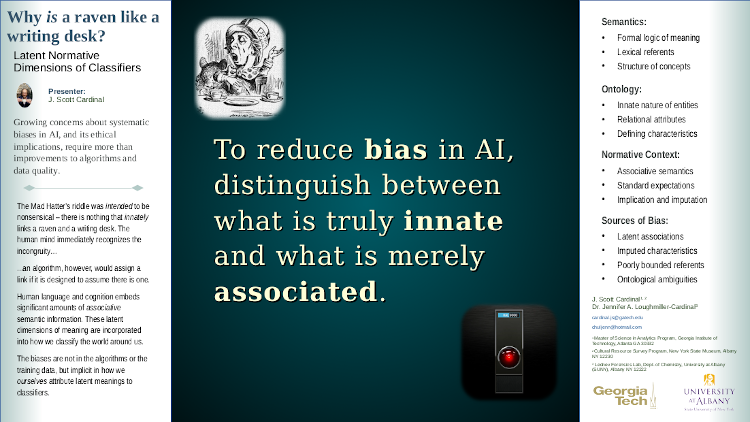 Why is a raven like a
writing desk?
Latent Normative
Dimensions of Classifiers
Presenter:
J. Scott Cardinal
Growing concerns about systematic
biases in AI, and its ethical
implications, require more than
improvements to algorithms and
data quality.
The Mad Hatter's riddle was intended to be
nonsensical – there is nothing that innately
links a raven and a writing desk. The
human mind immediately recognizes the
incongruity…
…an algorithm, however, would assign a
link if it is designed to assume there is one.
Human language and cognition embeds
significant amounts of associative
semantic information. These latent
dimensions of meaning are incorporated
into how we classify the world around us.
The biases are not in the algorithms or the
training data, but implicit in how we
ourselves attribute latent meanings to
classifiers.
To reduce bias in AI,
distinguish between
what is truly innate
and what is merely
associated.
Semantics:
• Formal logic of meaning
• Lexical referents
• Structure of concepts
Ontology:
• Innate nature of entities
• Relational attributes
• Defining characteristics
Normative Context:
• Associative semantics
• Standard expectations
• Implication and imputation
Sources of Bias:
• Latent associations
• Imputed characteristics
• Poorly bounded referents
• Ontological ambiguities
J. Scott Cardinal¹,²
Dr. Jennifer A. Loughmiller-Cardinal³
cardinal.js@gatech.edu
¹ Master of Science in Analytics Program, Georgia Institute of
Technology, Atlanta GA 30332
² Cultural Resource Survey Program, New York State Museum, Albany
NY 12230
Forensics Lab, Dept. of Chemistry, University at Albany
(SUNY), Albany NY 12222
Georgia
Tech
UNIVERSITY
AT ALBANY
State University of New York